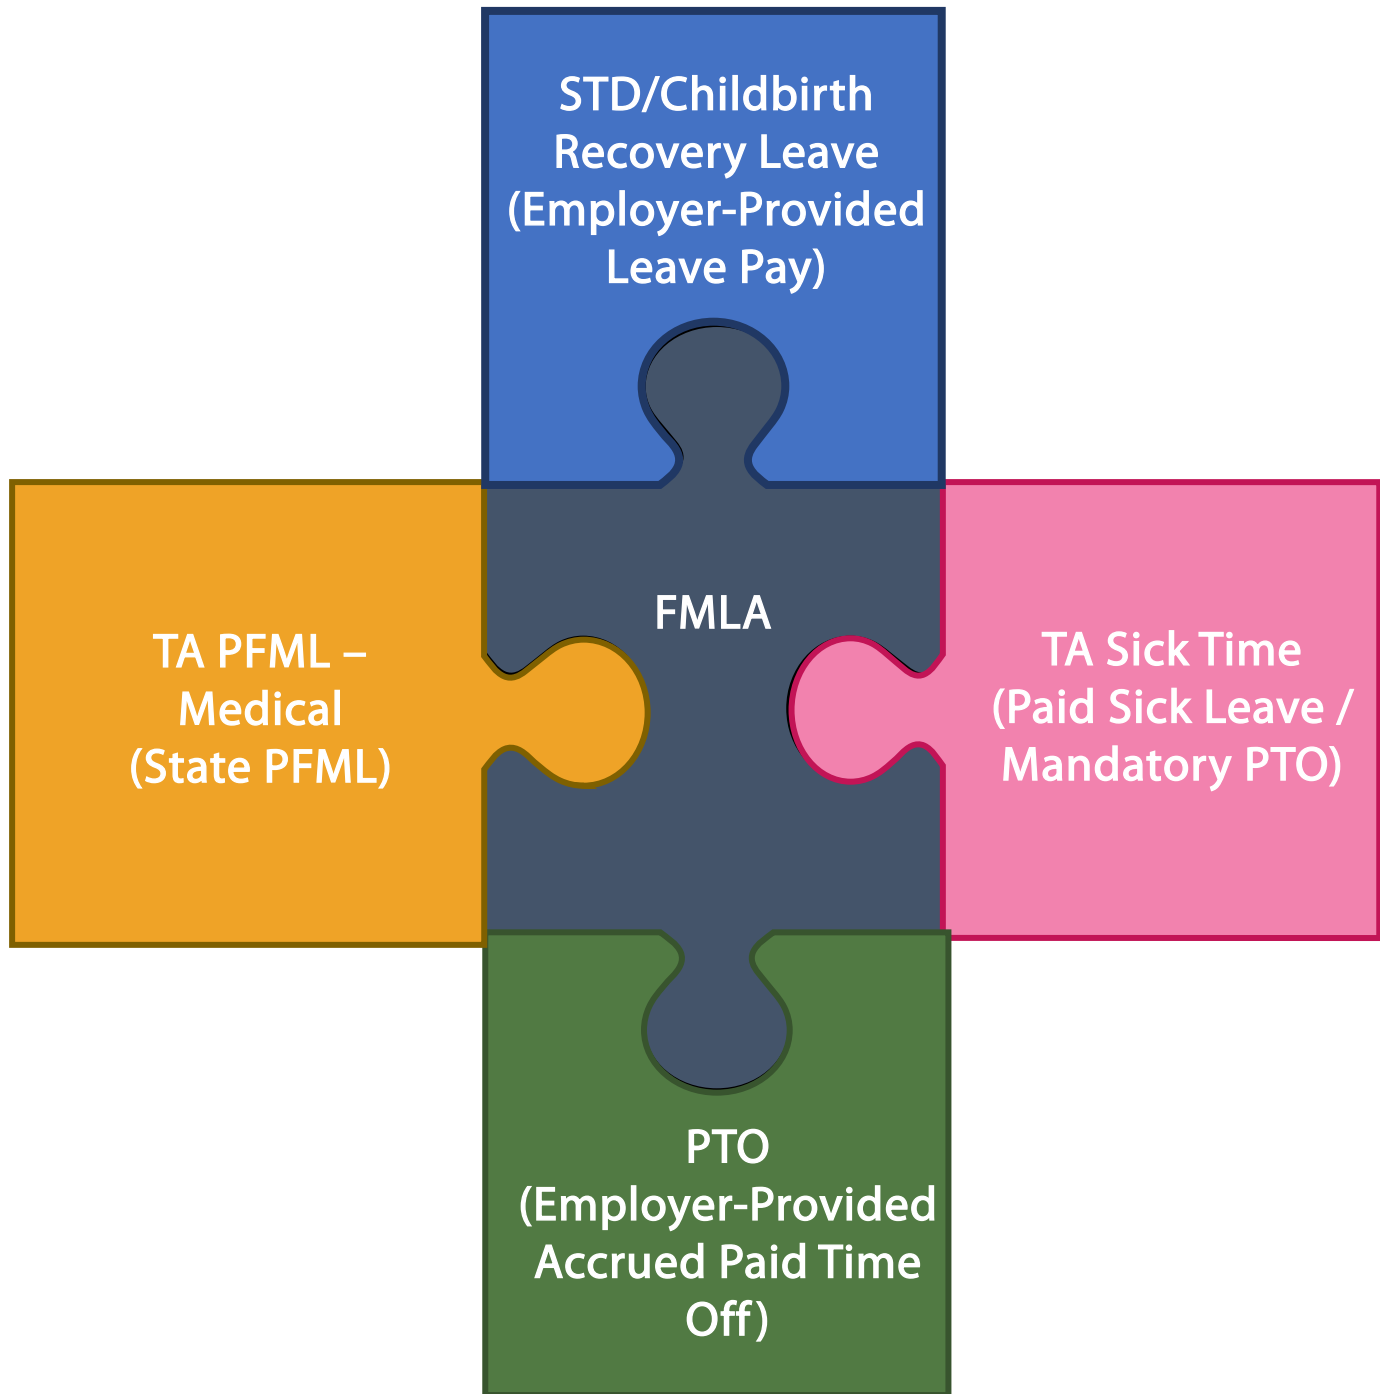 STD/Childbirth
Recovery Leave
(Employer-Provided
Leave Pay)
FMLA
TA PFML –
Medical
(State PFML)
TA Sick Time
(Paid Sick Leave /
Mandatory PTO)
PTO
(Employer-Provided
Accrued Paid Time
Off)